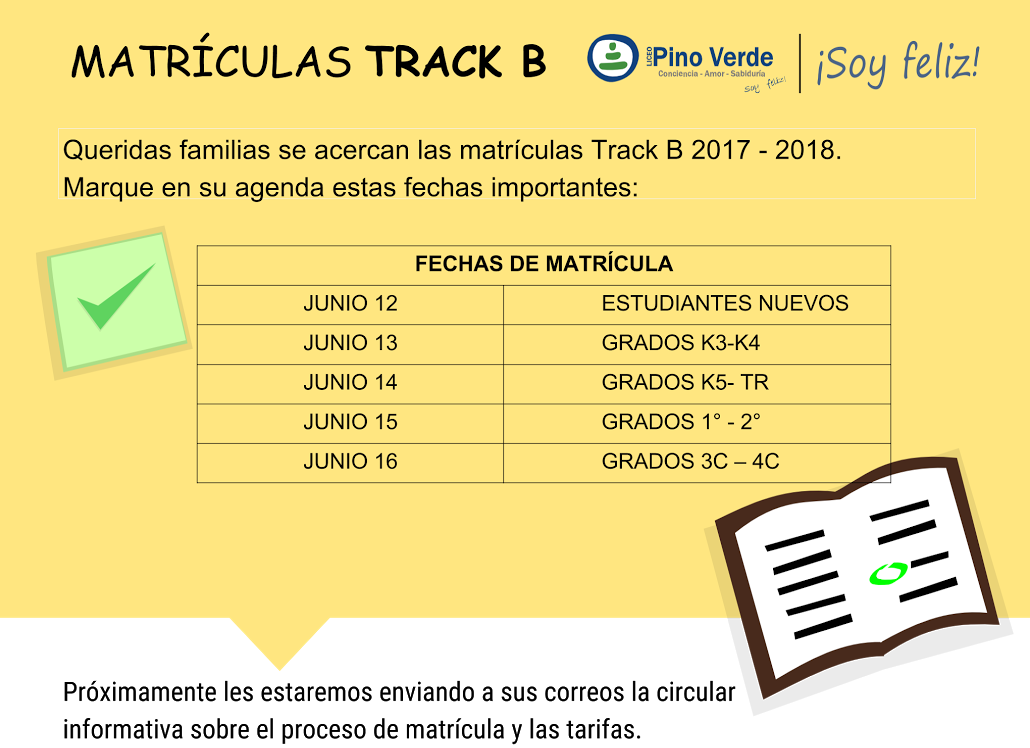 MATRÍCULAS TRACK B
LICEO
Pino Verde
Conciencia - Amor - Sabiduría
Soy feliz!
¡Soy feliz!
Queridas familias se acercan las matrículas Track B 2017 - 2018.
Marque en su agenda estas fechas importantes:
FECHAS DE MATRÍCULA
JUNIO 12 ESTUDIANTES NUEVOS
JUNIO 13 GRADOS K3-K4
JUNIO 14 GRADOS K5- TR
JUNIO 15 GRADOS 1° - 2°
JUNIO 16 GRADOS 3C – 4C
Próximamente les estaremos enviando a sus correos la circular
informativa sobre el proceso de matrícula y las tarifas.